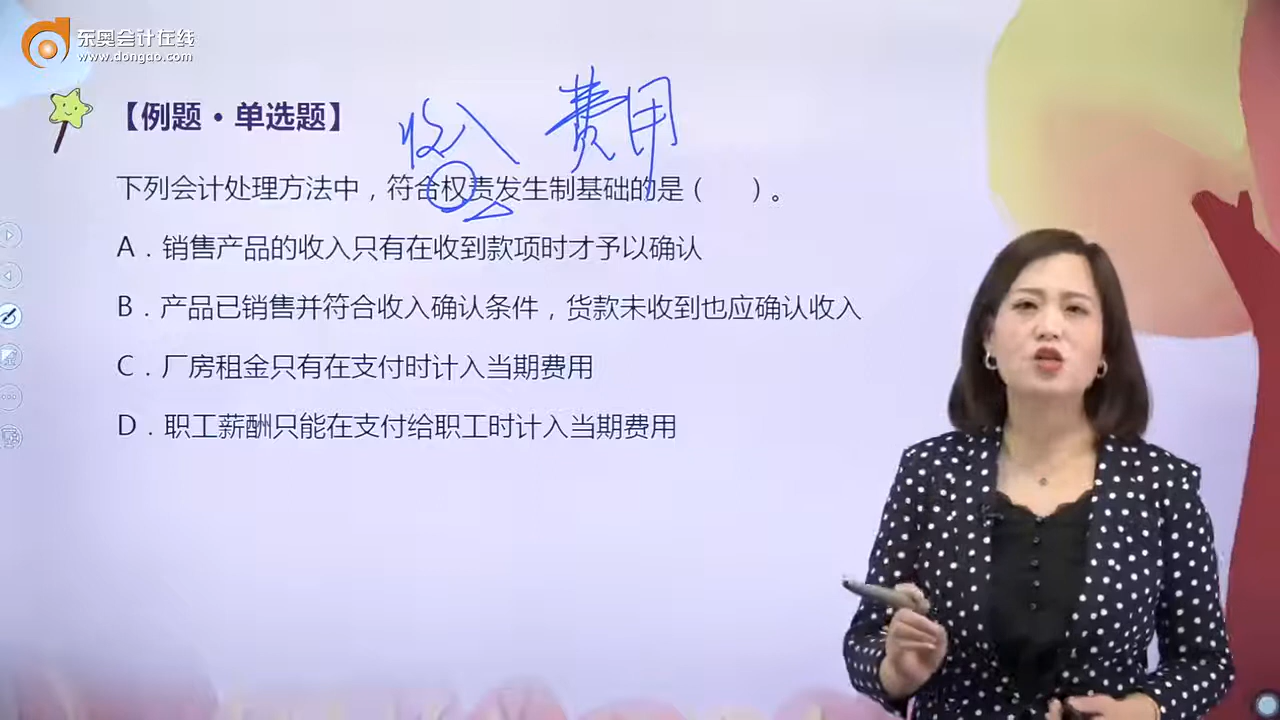 东奥会计在线
www.dongao.com
【例题·单选题】
收入 费用
下列会计处理方法中，符合权责发生制基础的是（　　）。
A．销售产品的收入只有在收到款项时才予以确认
B．产品已销售并符合收入确认条件，货款未收到也应确认收入
C．厂房租金只有在支付时计入当期费用
D．职工薪酬只能在支付给职工时计入当期费用